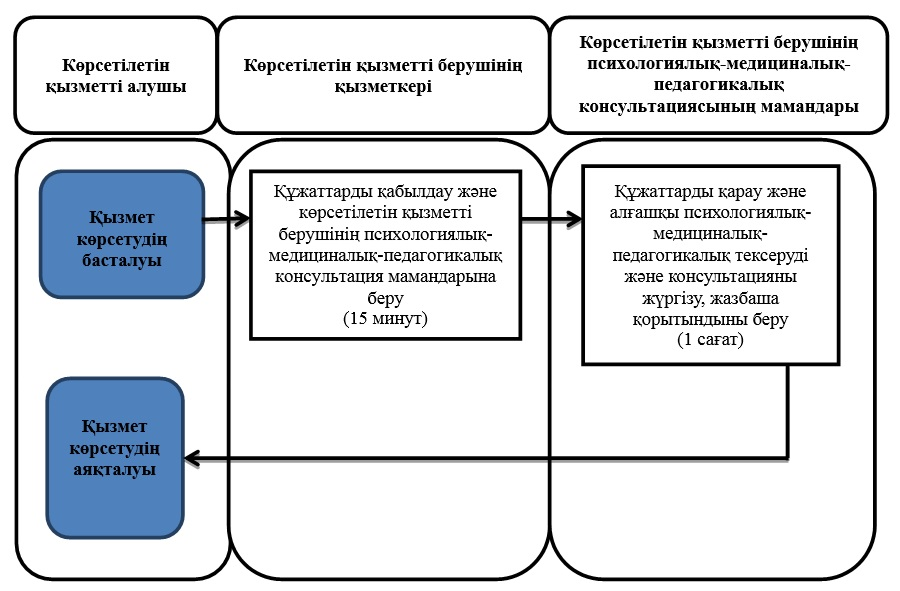 Көрсетілетін
қызметті алушы
Көрсетілетін қызметті берушінің
қызметкері
Көрсетілетін қызметті берушінің
психологиялық-медициналық-
педагогикалық
консультациясының мамандары
Қызмет
көрсетудің
басталуы
Құжаттарды қабылдау және
көрсетілетін қызметті
берушінің психологиялық-
медициналық-педагогикалық
консультация мамандарына
беру
(15 минут)
Құжаттарды қарау және
алғашқы психологиялық-
медициналық-
педагогикалық тексеруді
және консультацияны
жүргізу, жазбаша
қорытындыны беру
(1 сағат)
Қызмет
көрсетудің
аяқталуы